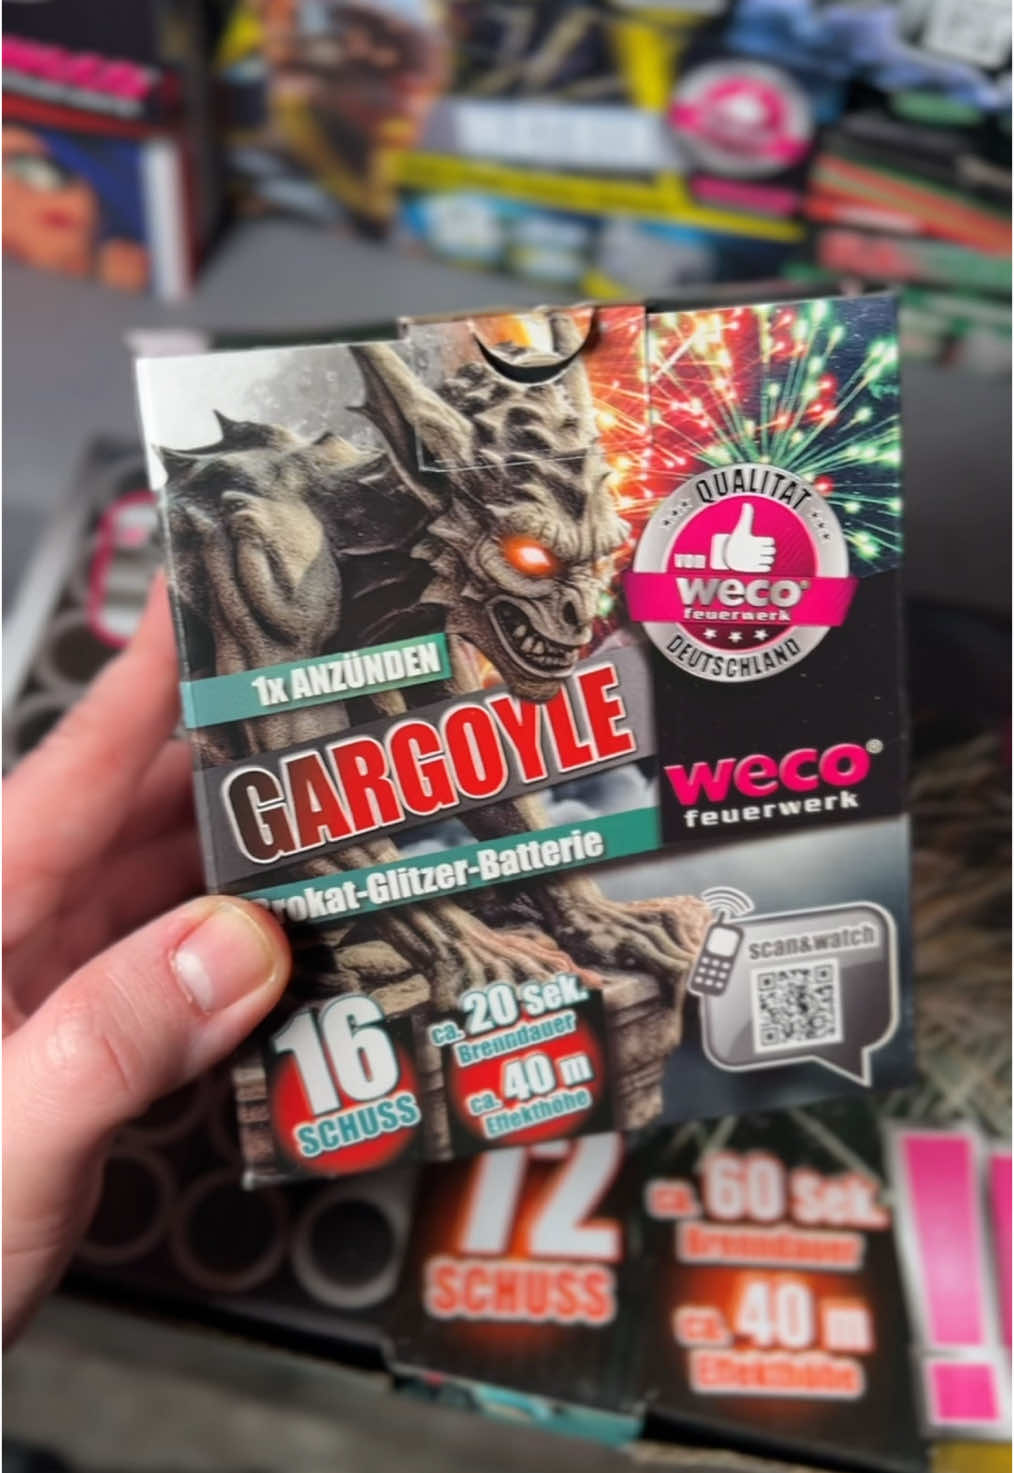 QUALITÄT
VON
weco®
feuerwerk
DEUTSCHLAND
1x ANZÜNDEN
GARGOYLE
weco®
feuerwerk
rokat-Glitzer-Batterie
scan&watch
16
SCHUSS
ca. 20 sek.
Brenndauer
ca. 40 m
Effekthöhe
72
SCHUSS
ca. 60 Sek.
Brenndauer
ca. 40 m
Effekthöhe
!